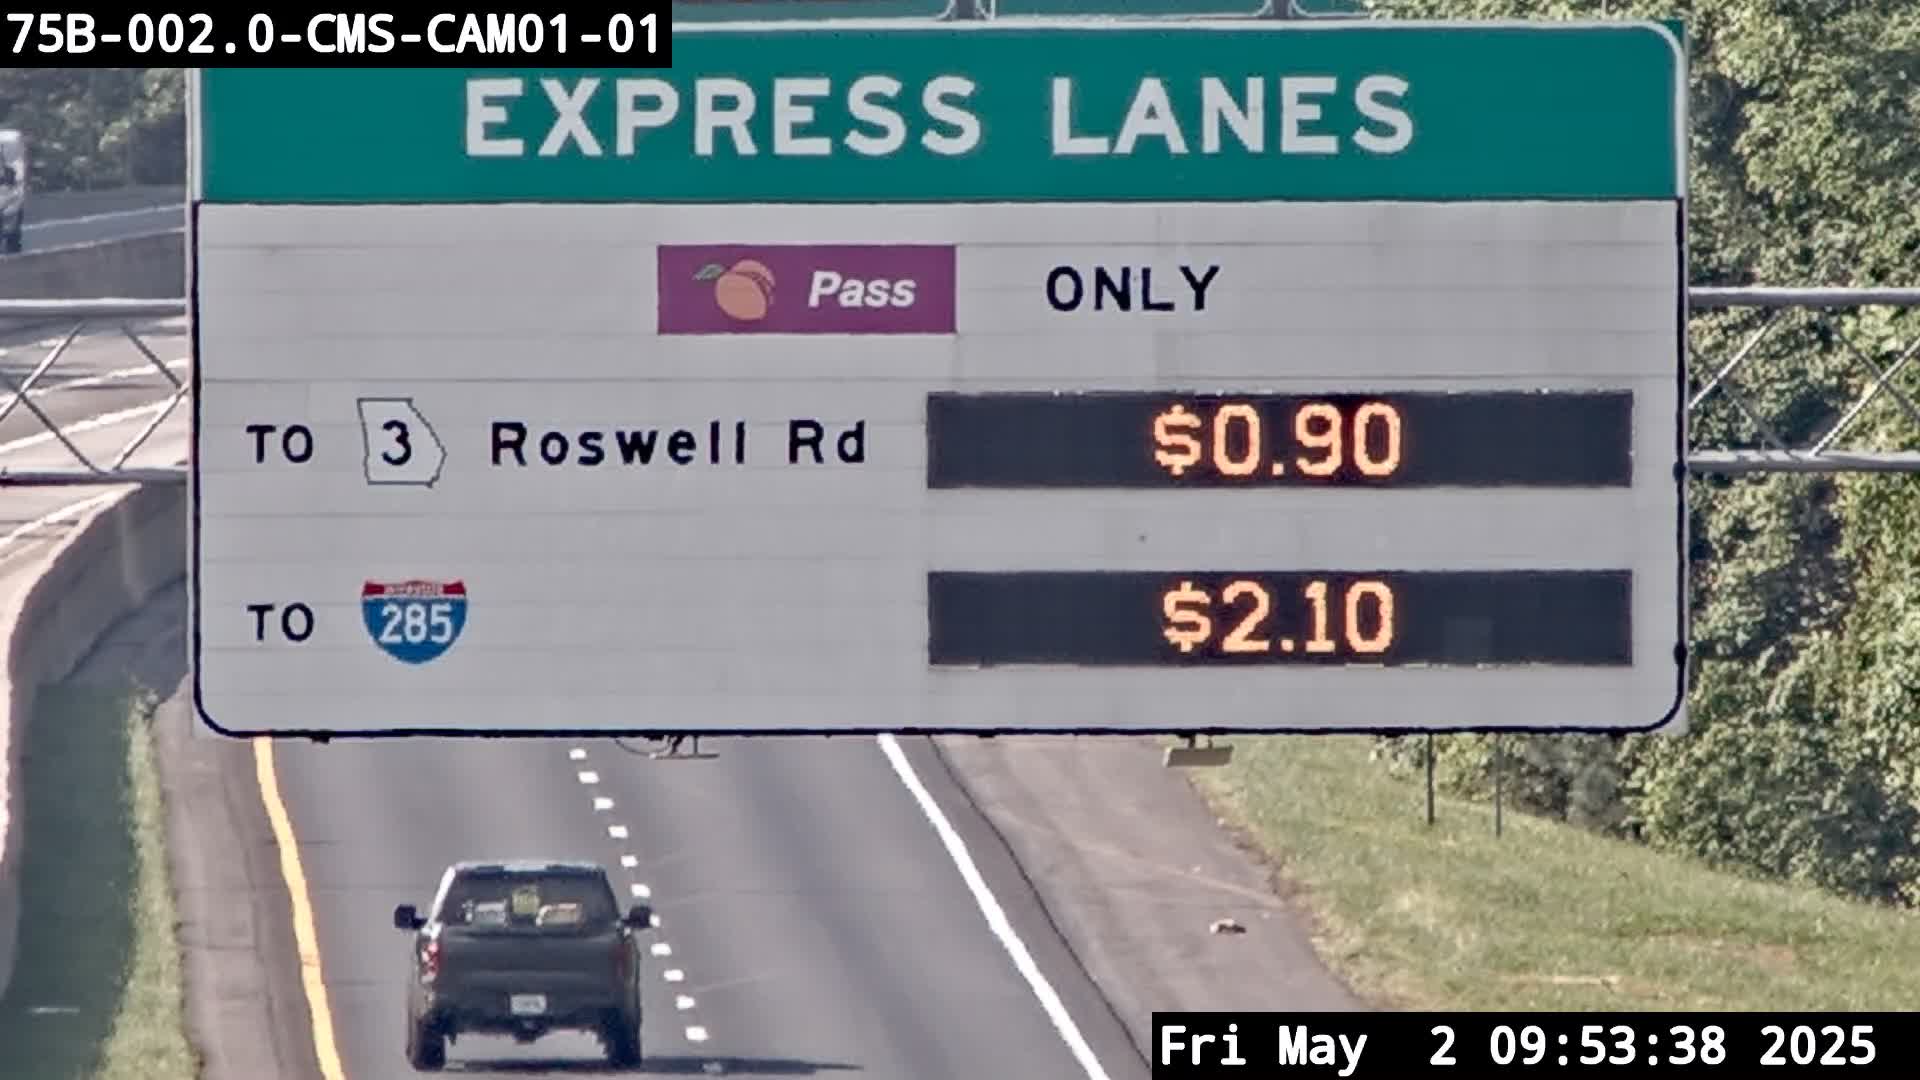 75B-002.0-CMS-CAM01-01
EXPRESS LANES
Pass ONLY
TO 3 Roswell Rd $0.90
TO INTERSTATE 285 $2.10
Fri May 2 09:53:38 2025